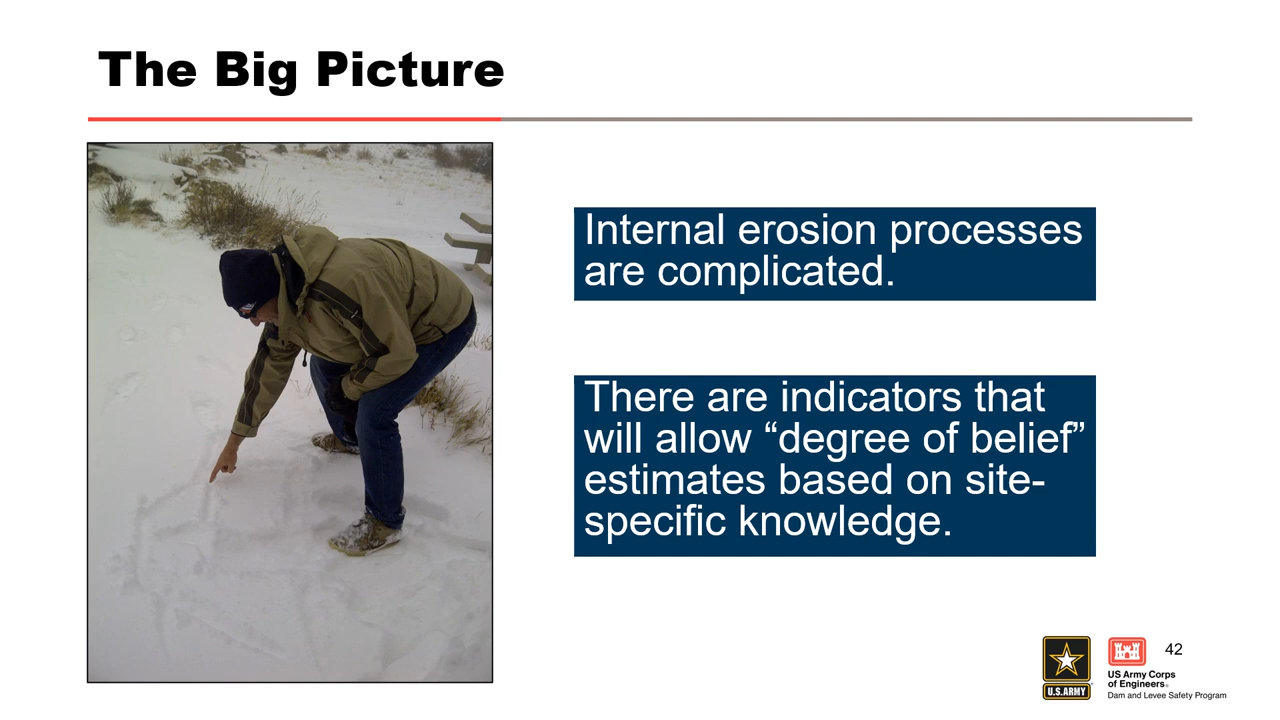 The Big Picture
Internal erosion processes
are complicated.
There are indicators that
will allow “degree of belief”
estimates based on site-
specific knowledge.
42
U.S.ARMY
US Army Corps
of Engineers®
Dam and Levee Safety Program